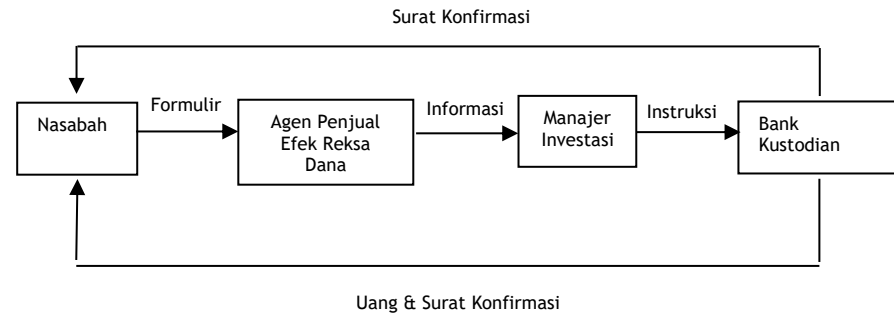 Surat Konfirmasi
Nasabah
Formulir
Agen Penjual
Efek Reksa
Dana
Informasi
Manajer
Investasi
Instruksi
Bank
Kustodian
Uang & Surat Konfirmasi